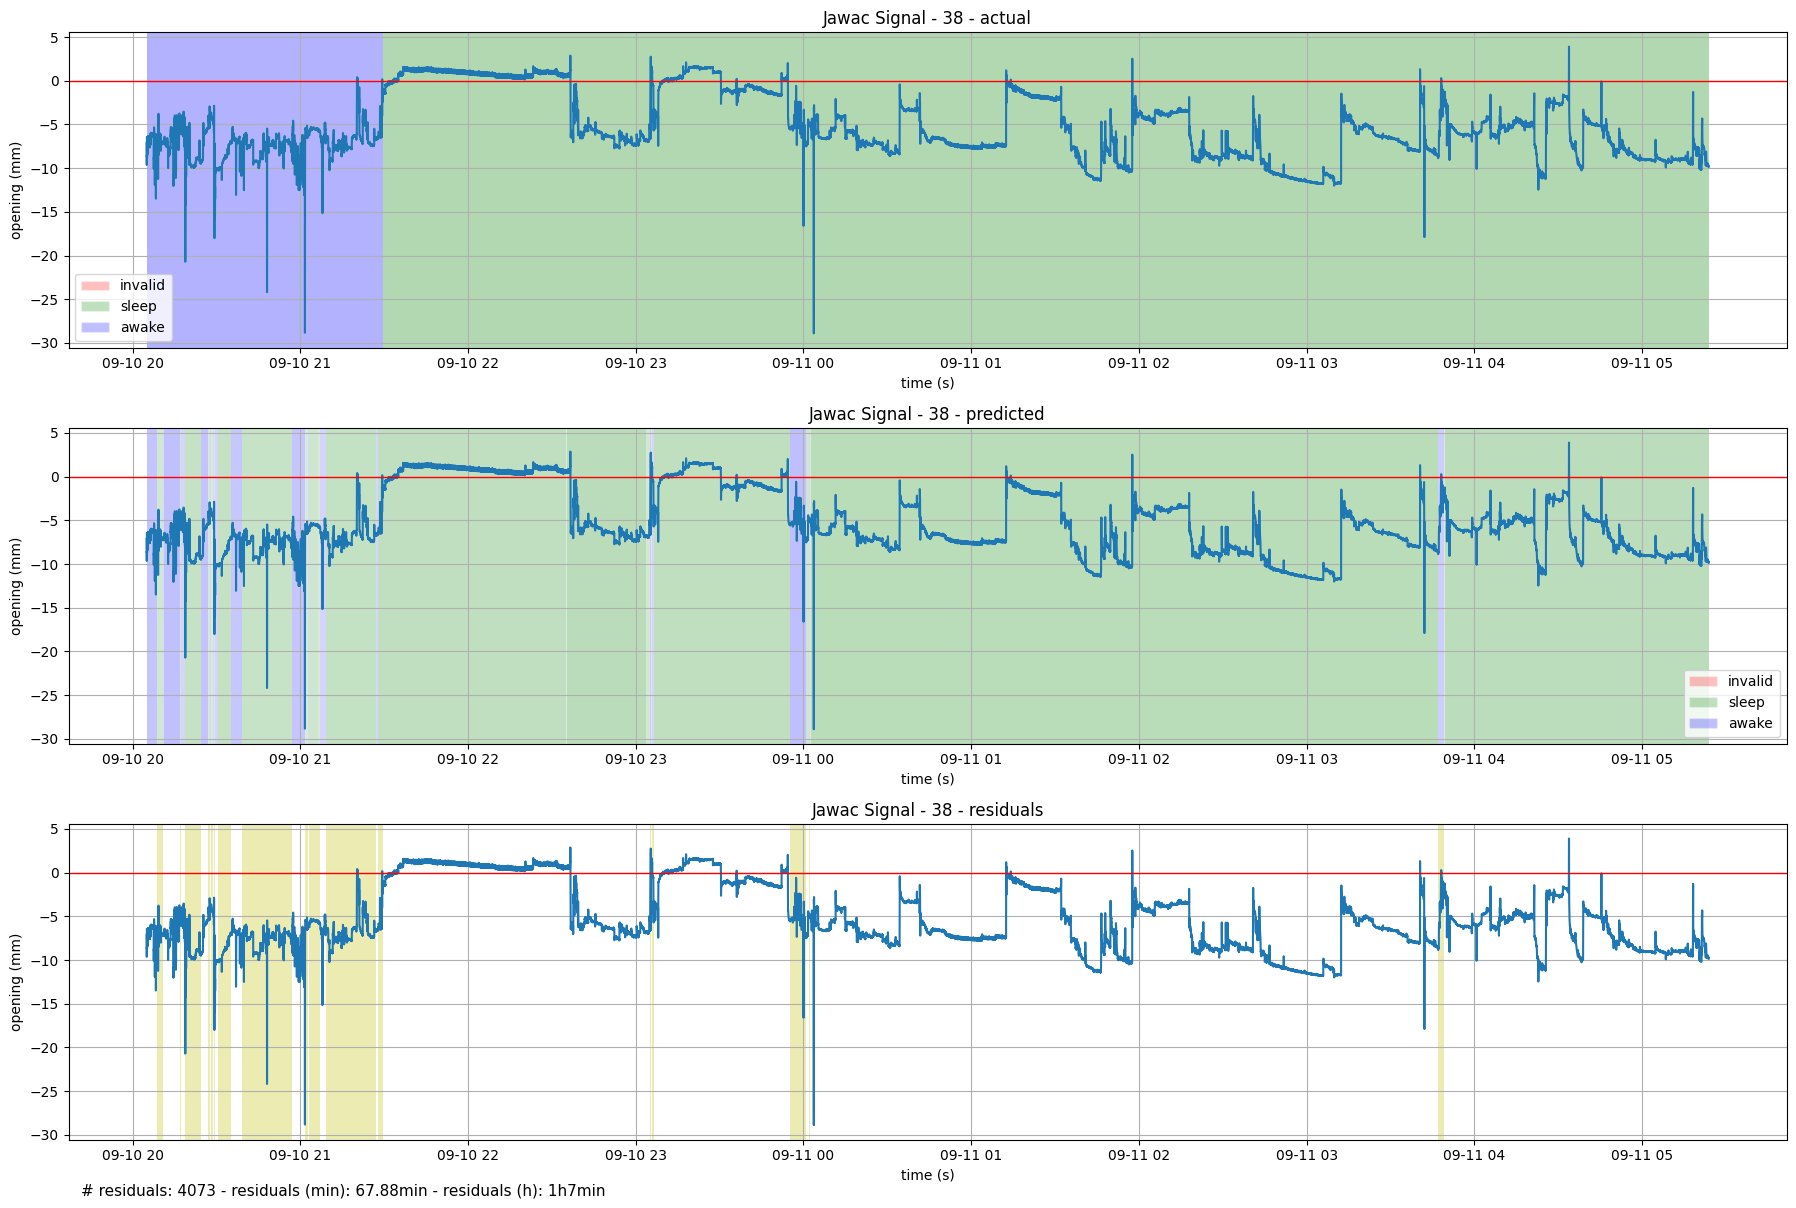 Jawac Signal - 38 - actual
opening (mm)
5
0
−5
−10
−15
−20
−25
−30
invalid
sleep
awake
09-10 20 09-10 21 09-10 22 09-10 23 09-11 00 09-11 01 09-11 02 09-11 03 09-11 04 09-11 05
time (s)
Jawac Signal - 38 - predicted
opening (mm)
5
0
−5
−10
−15
−20
−25
−30
invalid
sleep
awake
09-10 20 09-10 21 09-10 22 09-10 23 09-11 00 09-11 01 09-11 02 09-11 03 09-11 04 09-11 05
time (s)
Jawac Signal - 38 - residuals
opening (mm)
5
0
−5
−10
−15
−20
−25
−30
09-10 20 09-10 21 09-10 22 09-10 23 09-11 00 09-11 01 09-11 02 09-11 03 09-11 04 09-11 05
time (s)
# residuals: 4073 - residuals (min): 67.88min - residuals (h): 1h7min